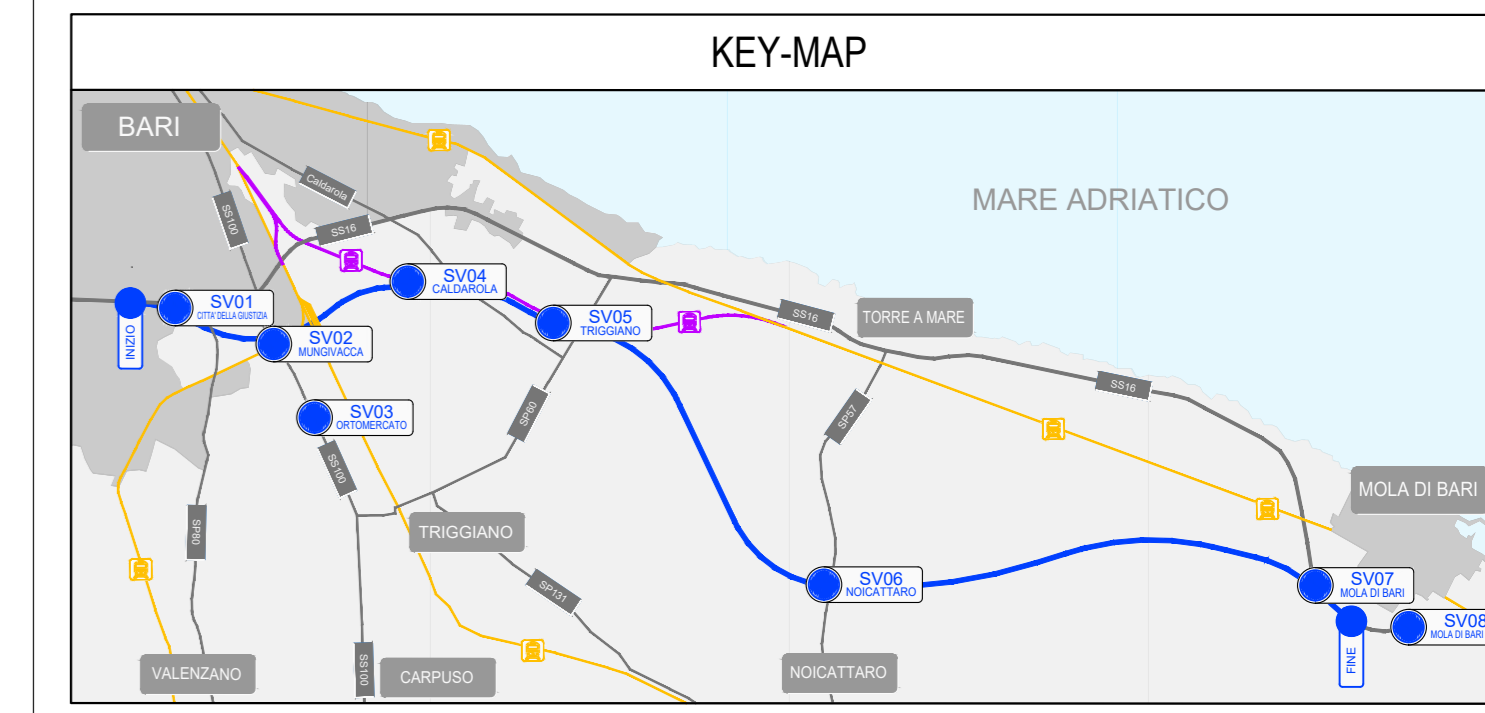 KEY-MAP
BARI
MARE ADRIATICO
Caldarola
SS100
SS16
SV04
CALDAROLA
SV01
CITTA' DELLA GIUSTIZIA
SV05
TRIGGIANO
SS16
TORRE A MARE
INIZIO
SV02
MUNGIVACCA
SS16
SV03
ORTOMERCATO
SP60
SP57
SS100
MOLA DI BARI
SP80
TRIGGIANO
SV06
NOICATTARO
SV07
MOLA DI BARI
SP131
SV08
MOLA DI BARI
FINE
VALENZANO
SS100
CARPUSO
NOICATTARO